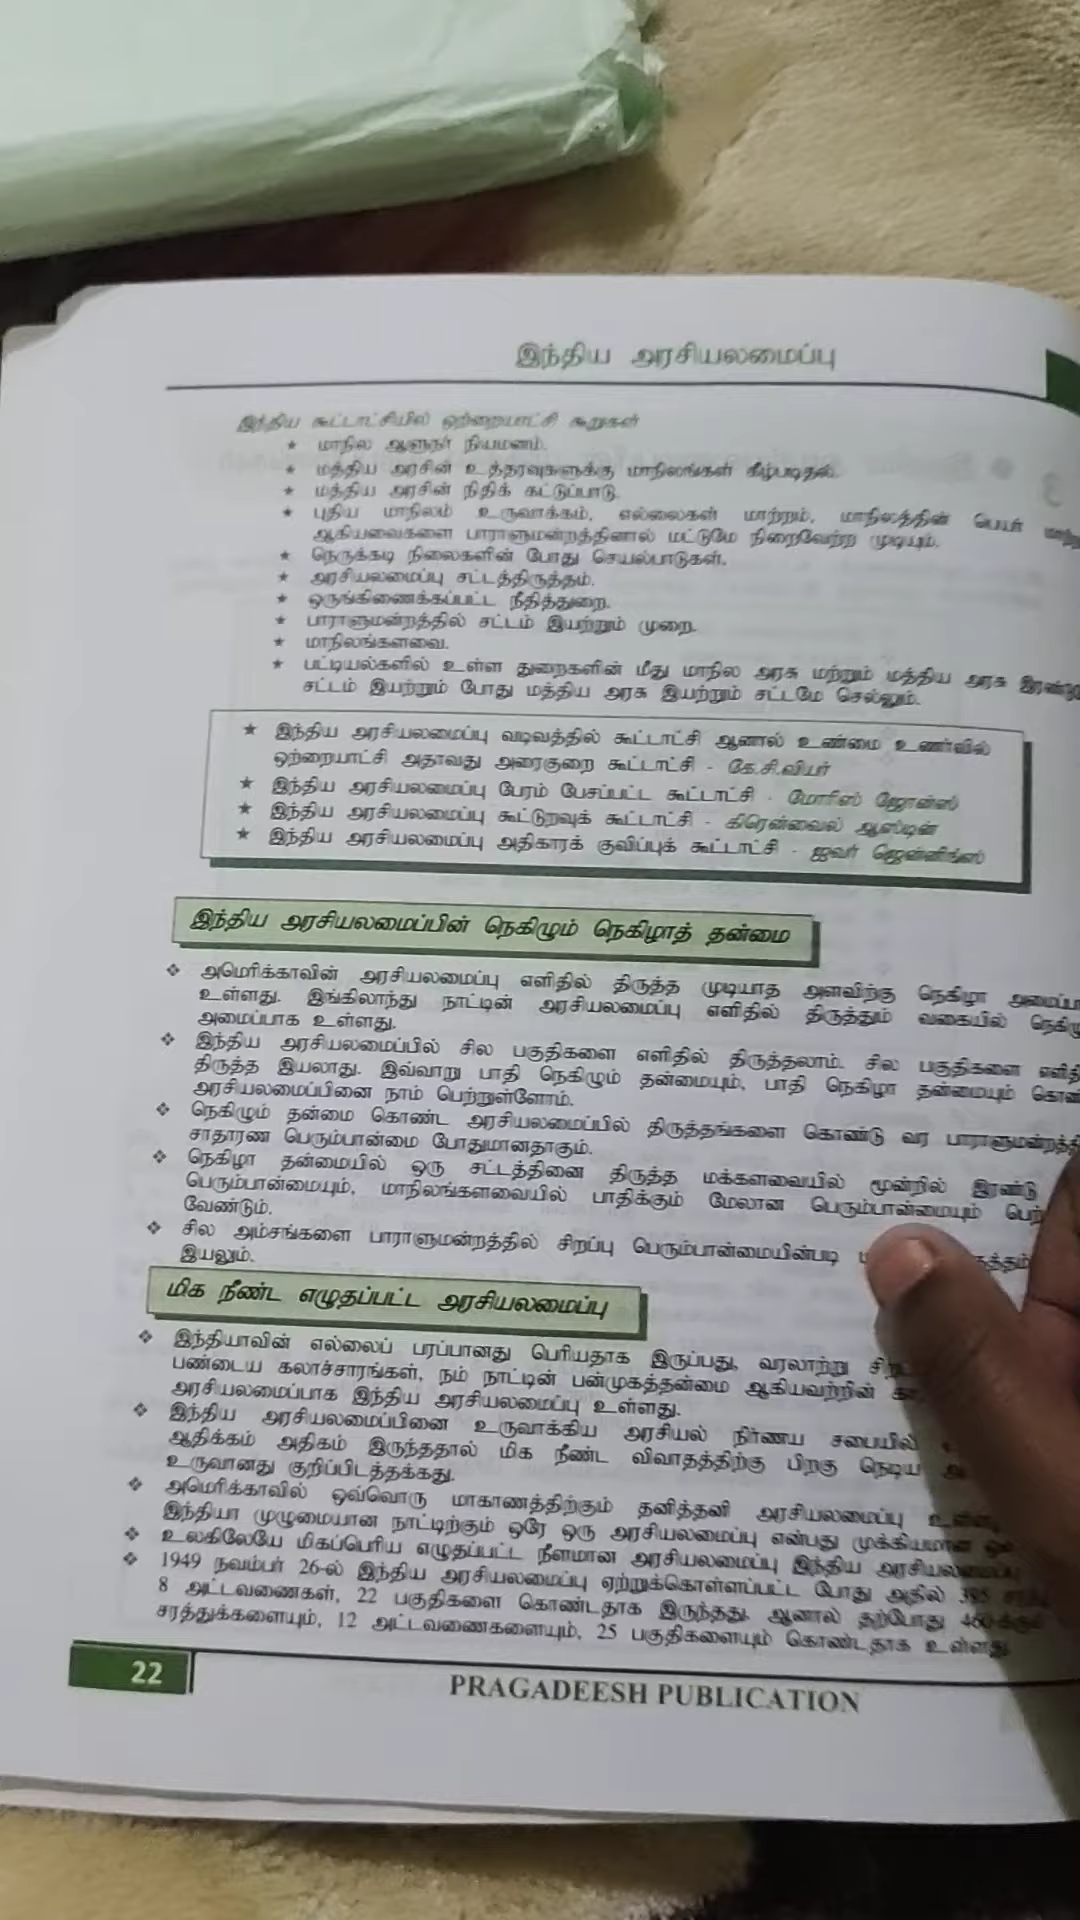 இந்திய அரசியலமைப்பு
இந்திய கூட்டாட்சியில் ஒற்றையாட்சி கூறுகள்
★ மாநில ஆளுநர் நியமனம்.
★ மத்திய அரசின் உத்தரவுகளுக்கு மாநிலங்கள் கீழ்படிதல்.
★ மத்திய அரசின் நிதிக் கட்டுப்பாடு.
★ புதிய மாநிலம் உருவாக்கம், எல்லைகள் மாற்றம், மாநிலத்தின் பெயர்
ஆகியவைகளை பாராளுமன்றத்தினால் மட்டுமே நிறைவேற்ற முடியும்.
★ நெருக்கடி நிலைகளின் போது செயல்பாடுகள்.
★ அரசியலமைப்பு சட்டத்திருத்தம்.
★ ஒருங்கிணைக்கப்பட்ட நீதித்துறை.
★ பாராளுமன்றத்தில் சட்டம் இயற்றும் முறை.
★ மாநிலங்களவை.
★ பட்டியல்களில் உள்ள துறைகளின் மீது மாநில அரசு மற்றும் மத்திய அரசு
சட்டம் இயற்றும் போது மத்திய அரசு இயற்றும் சட்டமே செல்லும்.
★ இந்திய அரசியலமைப்பு வடிவத்தில் கூட்டாட்சி ஆனால் உண்மை உணர்வில்
ஒற்றையாட்சி அதாவது அரைகுறை கூட்டாட்சி - கே.சி.வியர்
★ இந்திய அரசியலமைப்பு பேரம் பேசப்பட்ட கூட்டாட்சி - மோரிஸ் ஜோன்ஸ்
★ இந்திய அரசியலமைப்பு கூட்டுறவுக் கூட்டாட்சி - கிரென்வைல் ஆஸ்டின்
★ இந்திய அரசியலமைப்பு அதிகாரக் குவிப்புக் கூட்டாட்சி - ஐவர் ஜென்னிங்ஸ்
இந்திய அரசியலமைப்பின் நெகிழும் நெகிழாத் தன்மை
❖ அமெரிக்காவின் அரசியலமைப்பு எளிதில் திருத்த முடியாத அளவிற்கு நெகிழா
உள்ளது. இங்கிலாந்து நாட்டின் அரசியலமைப்பு எளிதில் திருத்தும் வகையில்
அமைப்பாக உள்ளது.
❖ இந்திய அரசியலமைப்பில் சில பகுதிகளை எளிதில் திருத்தலாம். சில பகுதிகளை
திருத்த இயலாது. இவ்வாறு பாதி நெகிழும் தன்மையும், பாதி நெகிழா தன்மையும்
அரசியலமைப்பினை நாம் பெற்றுள்ளோம்.
❖ நெகிழும் தன்மை கொண்ட அரசியலமைப்பில் திருத்தங்களை கொண்டு வர
சாதாரண பெரும்பான்மை போதுமானதாகும்.
❖ நெகிழா தன்மையில் ஒரு சட்டத்தினை திருத்த மக்களவையில் மூன்றில் இரண்டு
பெரும்பான்மையும், மாநிலங்களவையில் பாதிக்கும் மேலான பெரும்பான்மையும்
வேண்டும்.
❖ சில அம்சங்களை பாராளுமன்றத்தில் சிறப்பு பெரும்பான்மையின்படி
இயலும்.
மிக நீண்ட எழுதப்பட்ட அரசியலமைப்பு
❖ இந்தியாவின் எல்லைப் பரப்பானது பெரியதாக இருப்பது, வரலாற்று
பண்டைய கலாச்சாரங்கள், நம் நாட்டின் பன்முகத்தன்மை ஆகியவற்றின்
அரசியலமைப்பாக இந்திய அரசியலமைப்பு உள்ளது.
❖ இந்திய அரசியலமைப்பினை உருவாக்கிய அரசியல் நிர்ணய சபையில்
ஆதிக்கம் அதிகம் இருந்ததால் மிக நீண்ட விவாதத்திற்கு பிறகு நெடிய
உருவானது குறிப்பிடத்தக்கது.
❖ அமெரிக்காவில் ஒவ்வொரு மாகாணத்திற்கும் தனித்தனி அரசியலமைப்பு
இந்தியா முழுமையான நாட்டிற்கும் ஒரே ஒரு அரசியலமைப்பு என்பது முக்கியமான
❖ உலகிலேயே மிகப்பெரிய எழுதப்பட்ட நீளமான அரசியலமைப்பு இந்திய அரசியலமைப்பு
❖ 1949 நவம்பர் 26-ல் இந்திய அரசியலமைப்பு ஏற்றுக்கொள்ளப்பட்ட போது அதில் 395
8 அட்டவணைகள், 22 பகுதிகளை கொண்டதாக இருந்தது. ஆனால் தற்போது
சரத்துக்களையும், 12 அட்டவணைகளையும், 25 பகுதிகளையும் கொண்டதாக உள்ளது
22
PRAGADEESH PUBLICATION